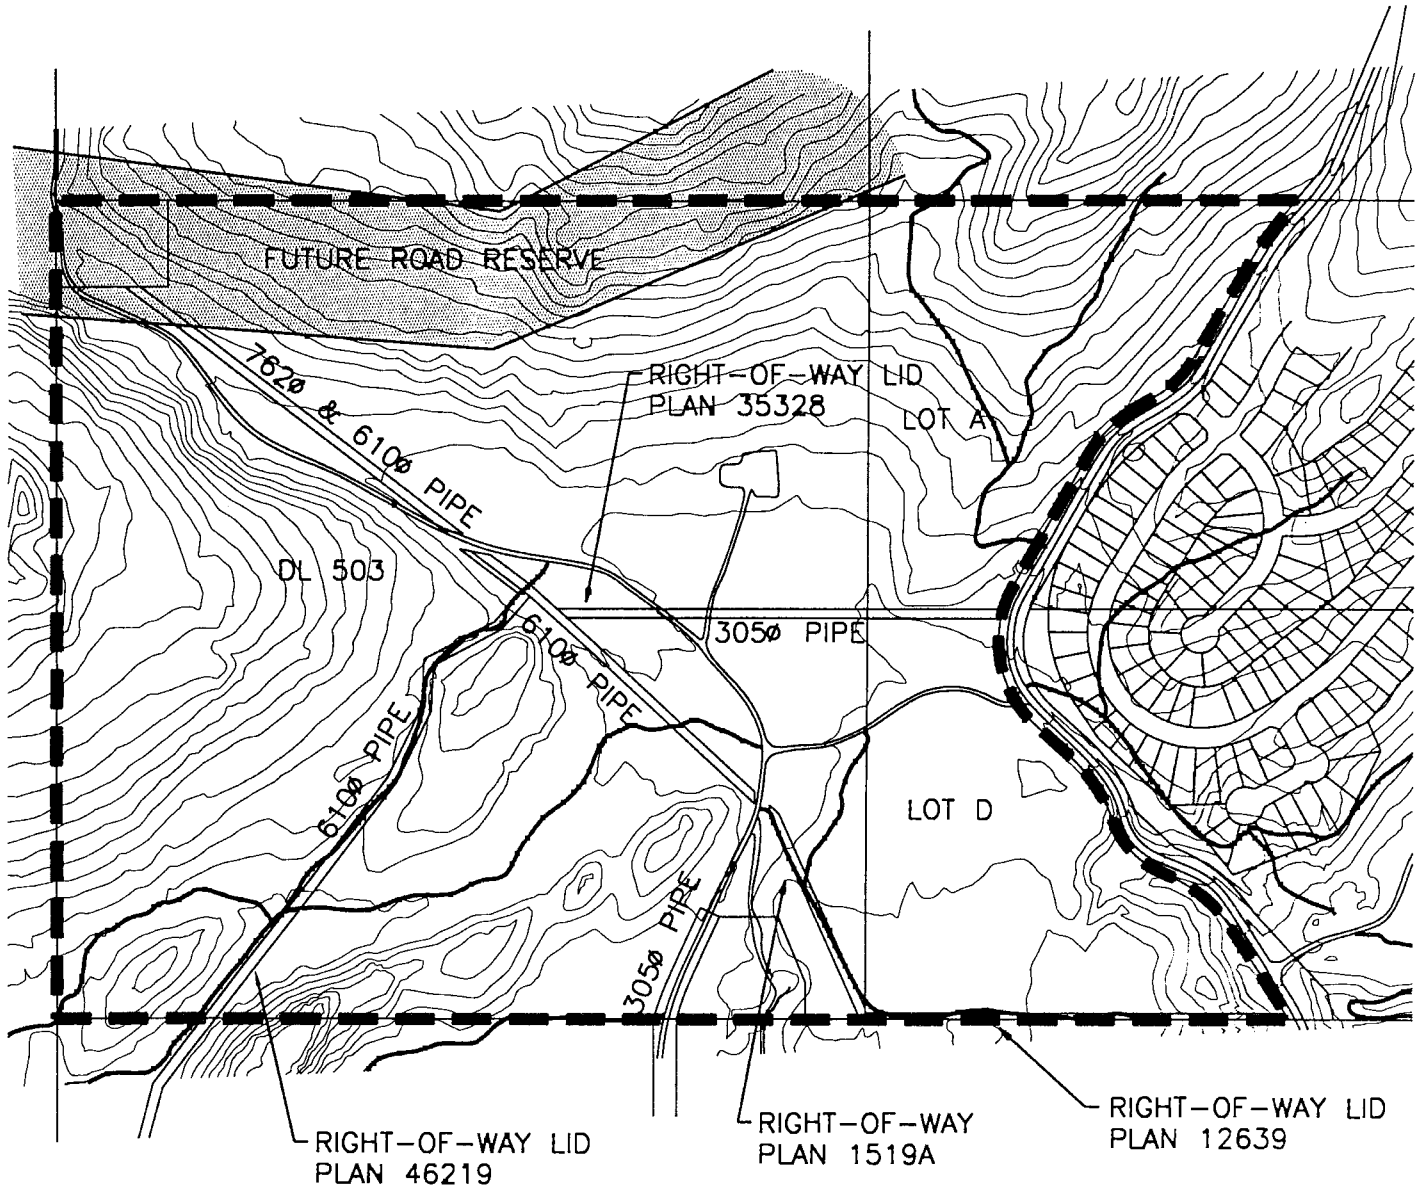 FUTURE ROAD RESERVE
762ø & 610ø PIPE
RIGHT-OF-WAY LID
PLAN 35328
LOT A
DL 503
305ø PIPE
610ø PIPE
610ø PIPE
LOT D
305ø PIPE
RIGHT-OF-WAY LID
PLAN 46219
RIGHT-OF-WAY
PLAN 1519A
RIGHT-OF-WAY LID
PLAN 12639